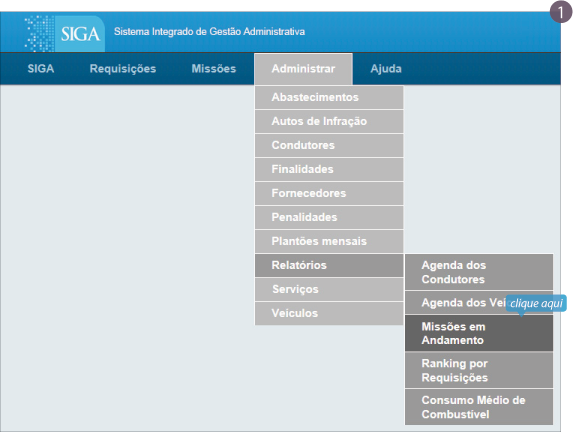 1
SIGA Sistema Integrado de Gestão Administrativa
SIGA Requisições Missões Administrar Ajuda
Abastecimentos
Autos de Infração
Condutores
Finalidades
Fornecedores
Penalidades
Plantões mensais
Relatórios
Serviços
Veículos
Agenda dos
Condutores
Agenda dos
clique aqui
Missões em
Andamento
Ranking por
Requisições
Consumo Médio de
Combustível